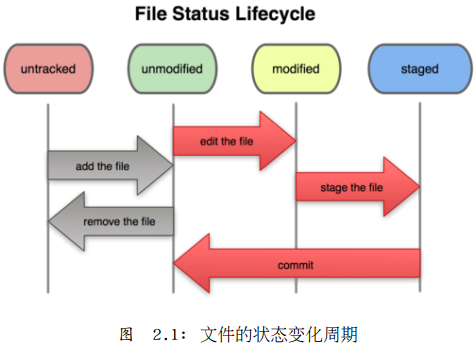 File Status Lifecycle
untracked unmodified modified staged
edit the file
add the file
stage the file
remove the file
commit
图 2.1: 文件的状态变化周期